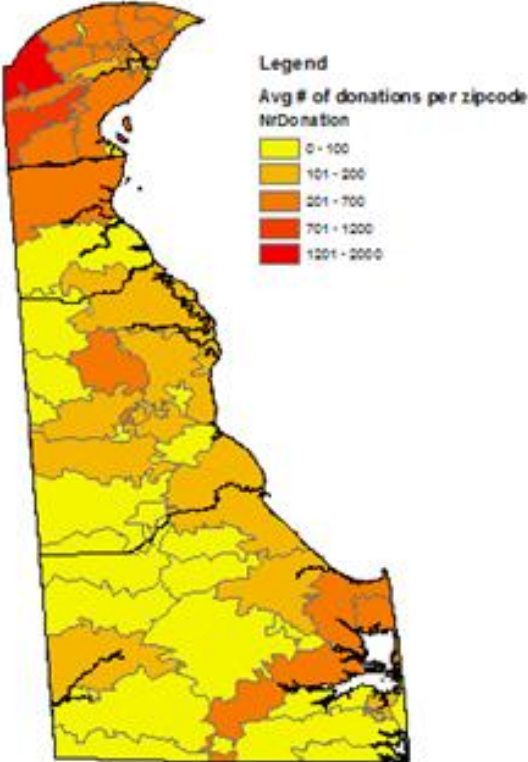 Legend
Avg # of donations per zipcode
NrDonation
0 - 100
101 - 200
201 - 700
701 - 1200
1201 - 2000